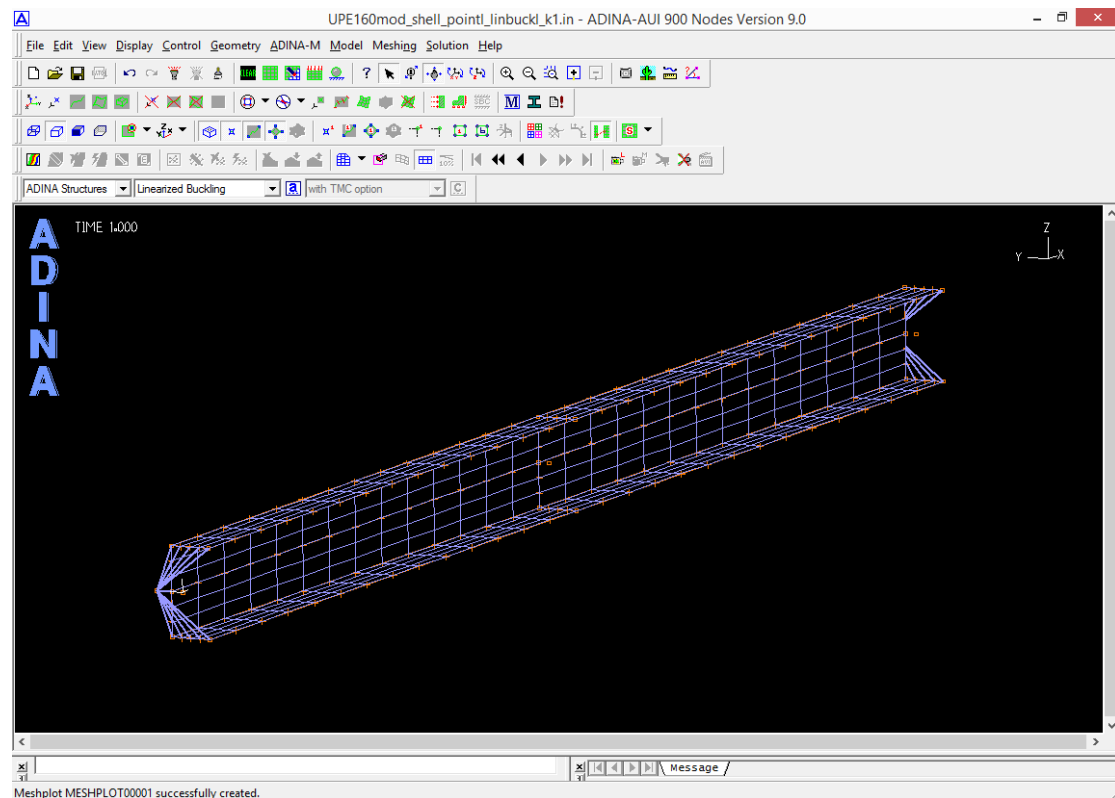 UPE160mod_shell_pointl_linbuckl_k1.in - ADINA-AUI 900 Nodes Version 9.0
File Edit View Display Control Geometry ADINA-M Model Meshing Solution Help
ADINA Structures Linearized Buckling a with TMC option C
ADINA
TIME 1.000
Z
Y X
Message
Meshplot MESHPLOT00001 successfully created.